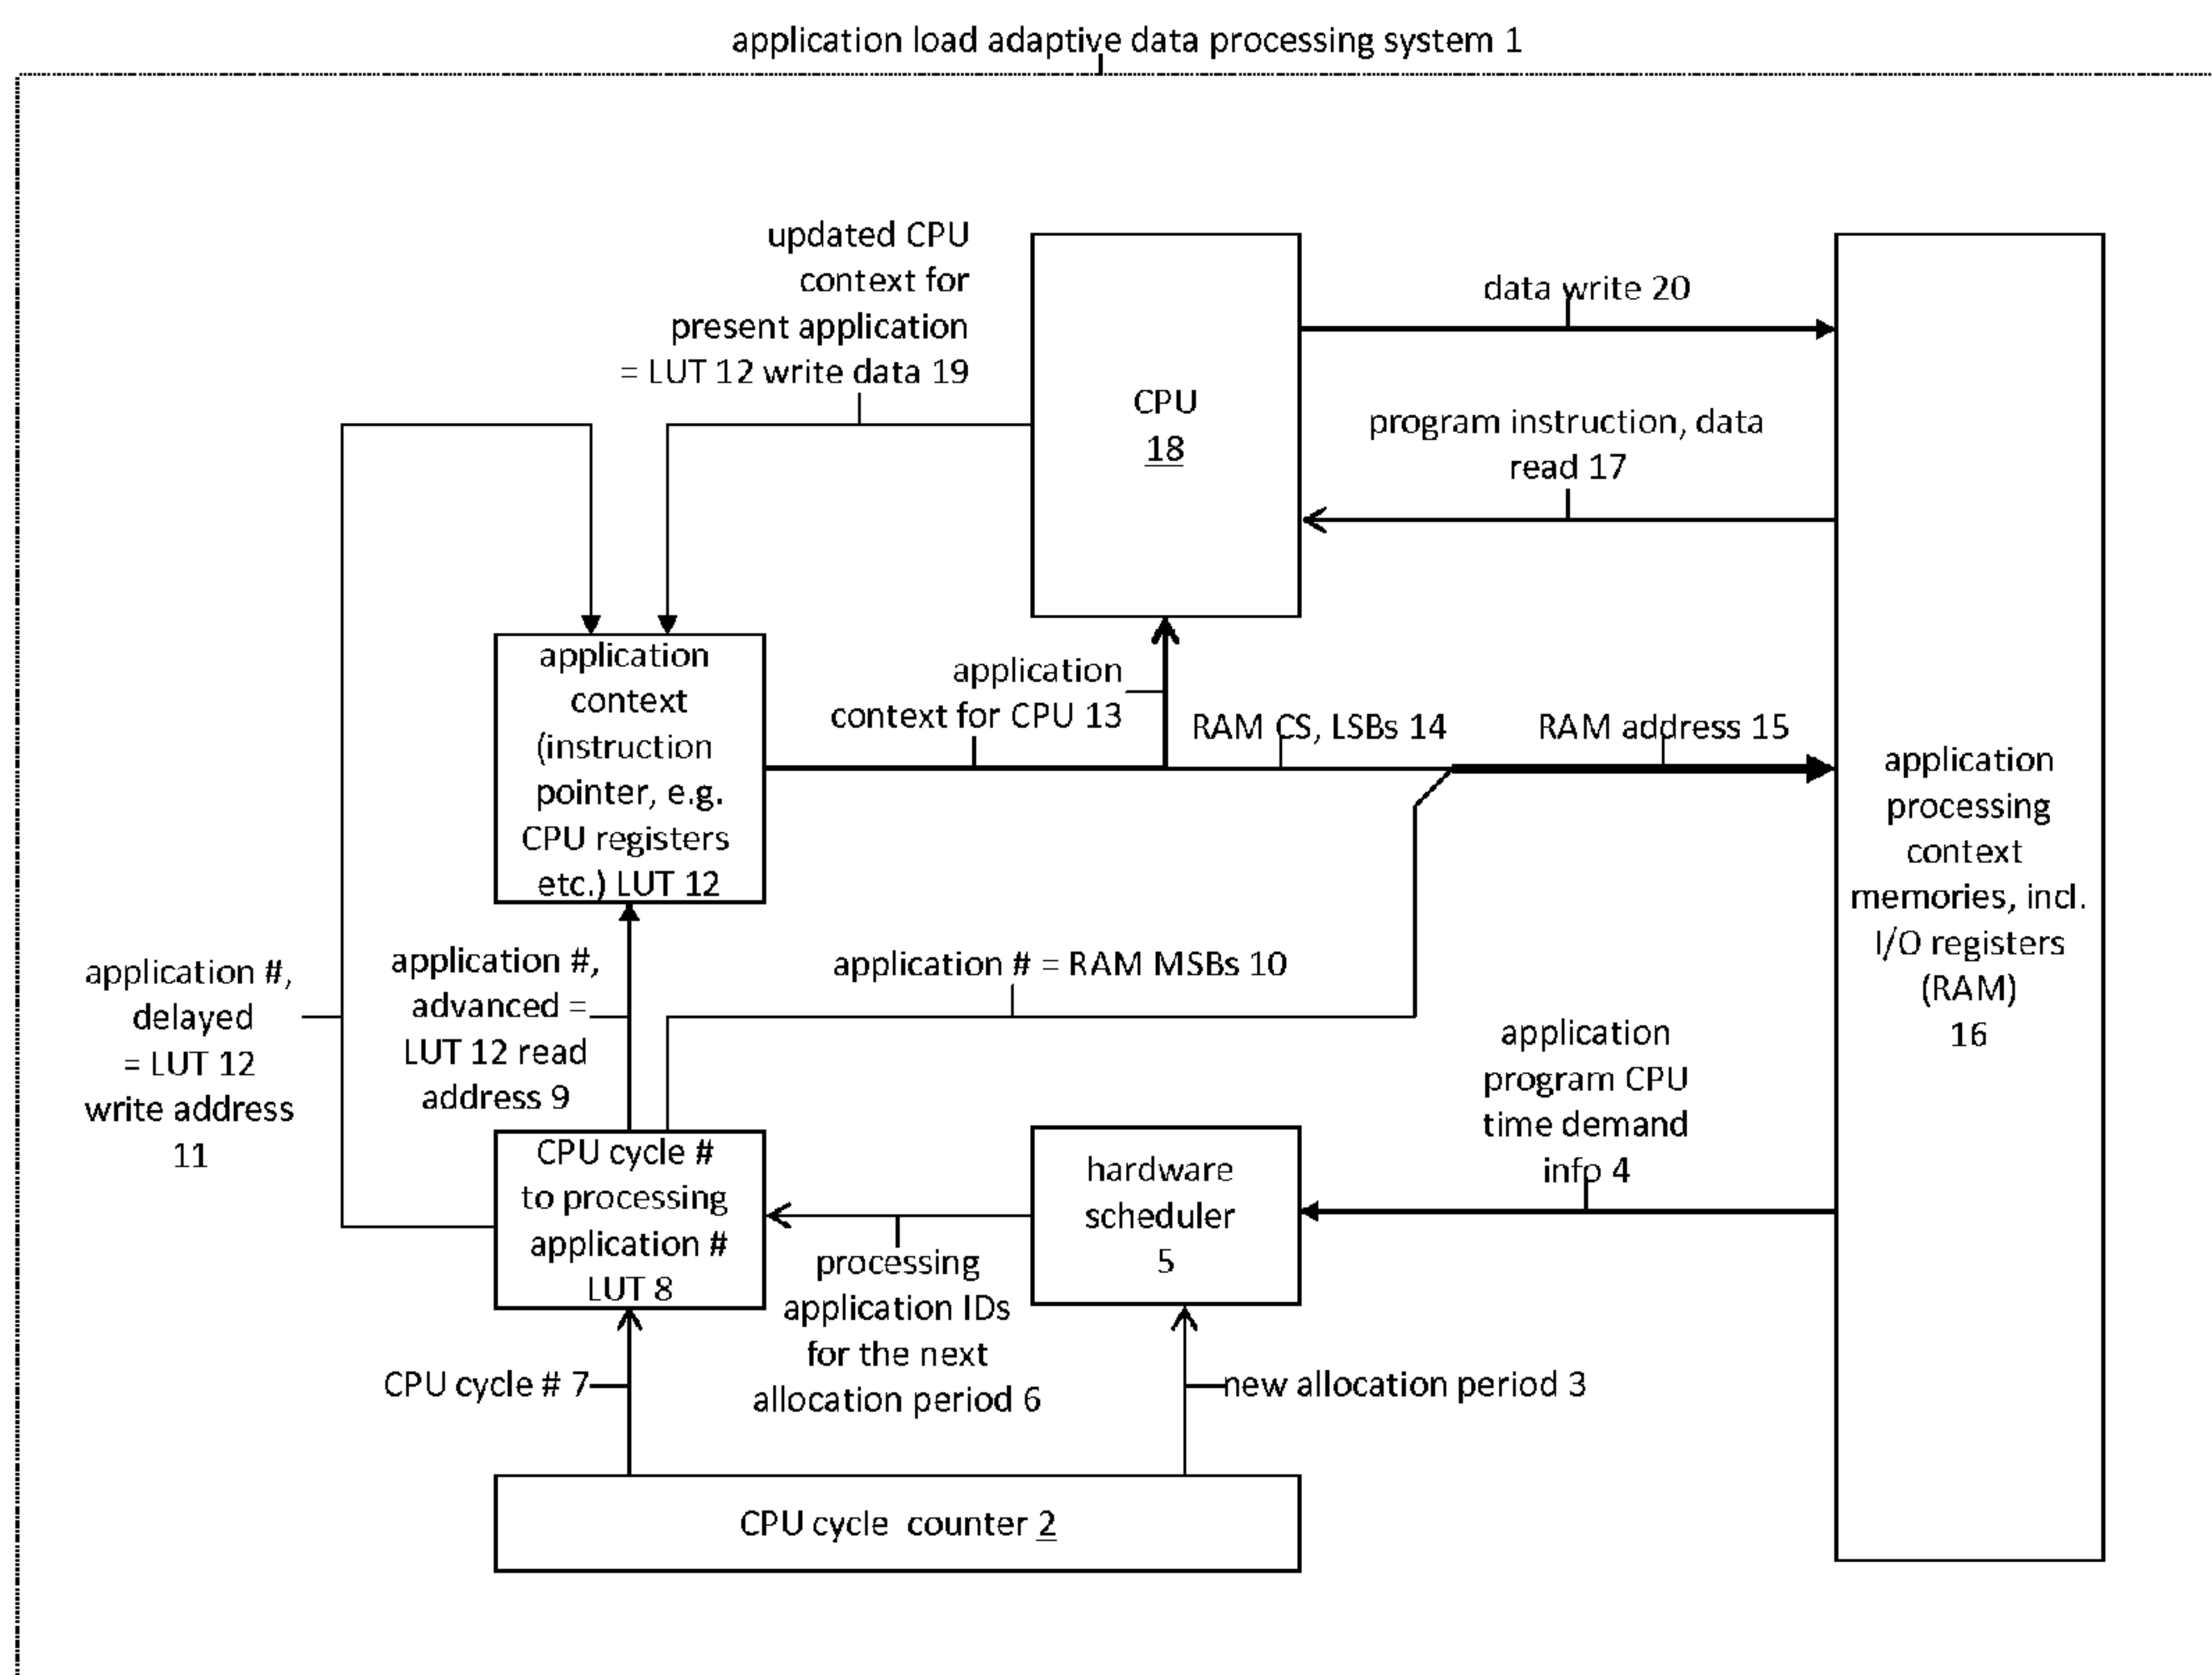 application load adaptive data processing system 1
updated CPU
context for
present application
= LUT 12 write data 19
CPU
18
data write 20
program instruction, data
read 17
application
context
(instruction
pointer, e.g.
CPU registers
etc.) LUT 12
application
context for CPU 13
RAM CS, LSBs 14
RAM address 15
application
processing
context
memories, incl.
I/O registers
(RAM)
16
application #,
delayed
= LUT 12
write address
11
application #,
advanced =
LUT 12 read
address 9
application # = RAM MSBs 10
application
program CPU
time demand
info 4
CPU cycle #
to processing
application #
LUT 8
hardware
scheduler
5
processing
application IDs
for the next
allocation period 6
CPU cycle # 7
new allocation period 3
CPU cycle counter 2